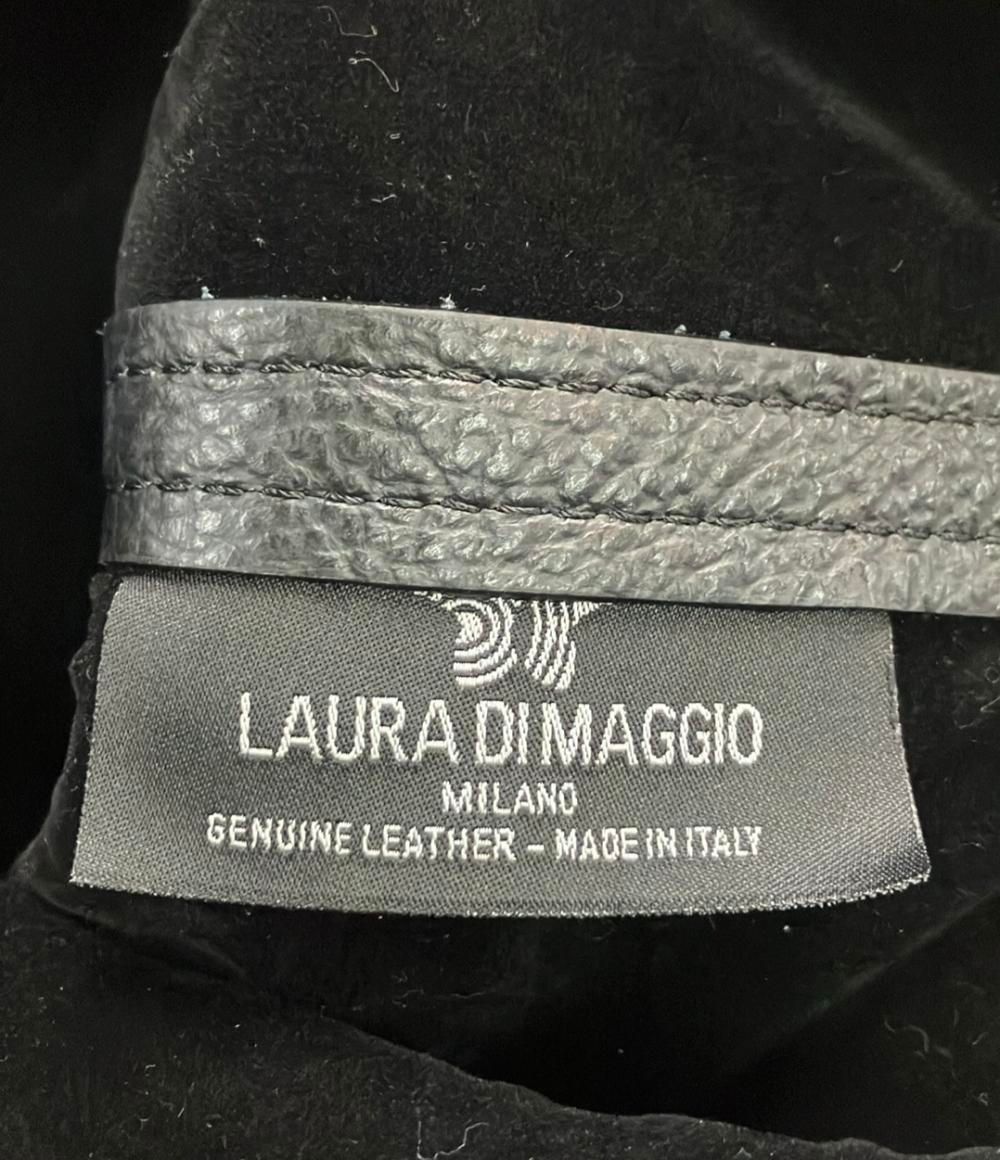 LAURA DI MAGGIO
MILANO
GENUINE LEATHER - MADE IN ITALY